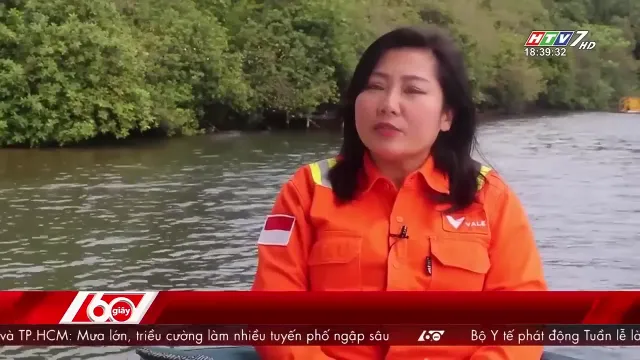 HTV7 HD
18:39:32
VALE
60 giây
và TP.HCM: Mưa lớn, triều cường làm nhiều tuyến phố ngập sâu 60 Bộ Y tế phát động Tuần lễ là